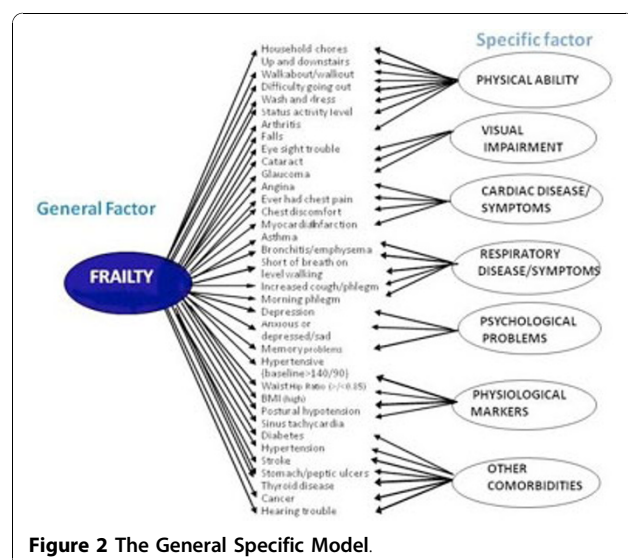 Specific factor
General Factor
FRAILTY
Household chores
Up and downstairs
Walkabout/walkout
Difficulty going out
Wash and dress
Status activity level
Arthritis
Falls
Eye sight trouble
Cataract
Glaucoma
Angina
Ever had chest pain
Chest discomfort
Myocardial infarction
Asthma
Bronchitis/emphysema
Short of breath on
level walking
Increased cough/phlegm
Morning phlegm
Depression
Anxious or
depressed/sad
Memory problems
Hypertensive
(baseline>140/90)
Waist Hip Ratio (>/<0.85)
BMI (high)
Postural hypotension
Sinus tachycardia
Diabetes
Hypertension
Stroke
Stomach/peptic ulcers
Thyroid disease
Cancer
Hearing trouble
PHYSICAL ABILITY
VISUAL
IMPAIRMENT
CARDIAC DISEASE/
SYMPTOMS
RESPIRATORY
DISEASE/SYMPTOMS
PSYCHOLOGICAL
PROBLEMS
PHYSIOLOGICAL
MARKERS
OTHER
COMORBIDITIES
Figure 2 The General Specific Model.